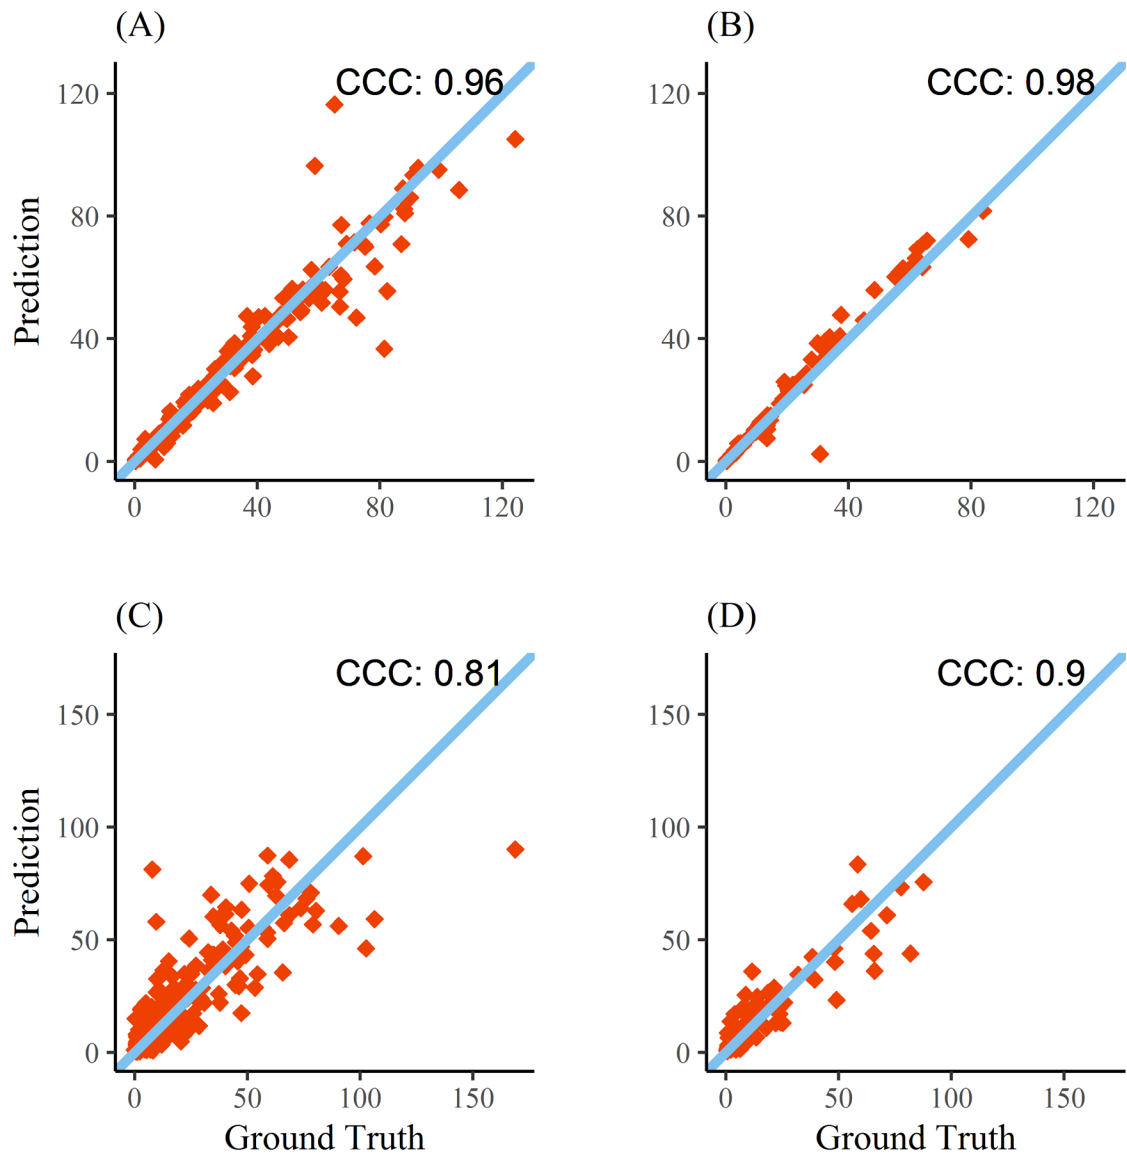 (A)
CCC: 0.96
120
80
40
0
0 40 80 120
Prediction
(B)
CCC: 0.98
120
80
40
0
0 40 80 120
(C)
CCC: 0.81
150
100
50
0
0 50 100 150
Prediction
Ground Truth
(D)
CCC: 0.9
150
100
50
0
0 50 100 150
Ground Truth